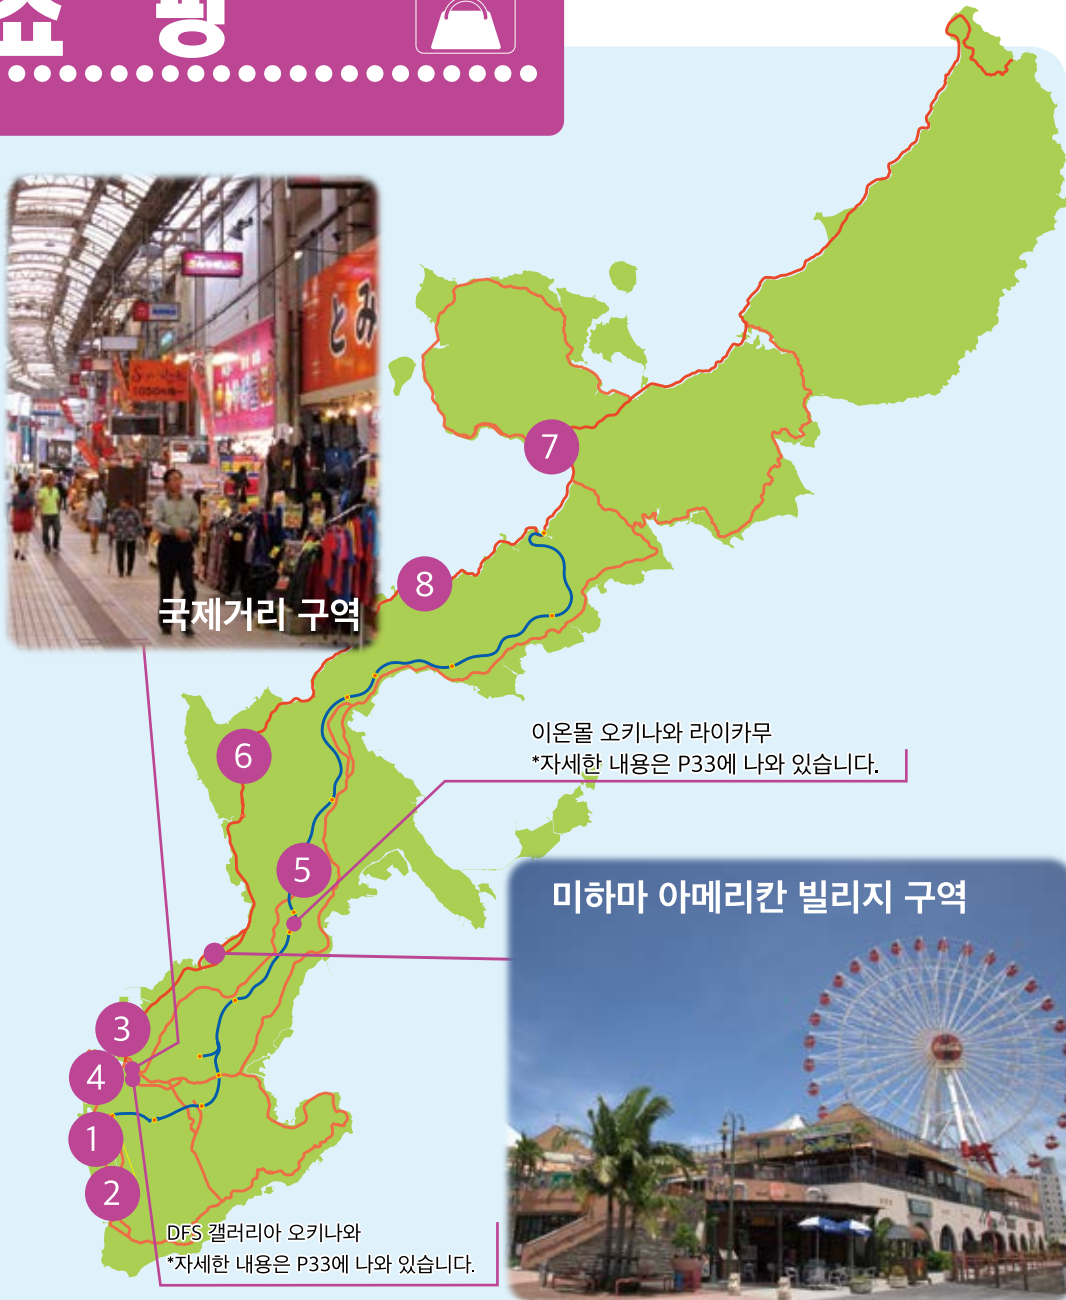 쇼 핑
とみ
국제거리 구역
7
8
이온몰 오키나와 라이카무
*자세한 내용은 P33에 나와 있습니다.
6
5
미하마 아메리칸 빌리지 구역
3
4
1
2
DFS 갤러리아 오키나와
*자세한 내용은 P33에 나와 있습니다.